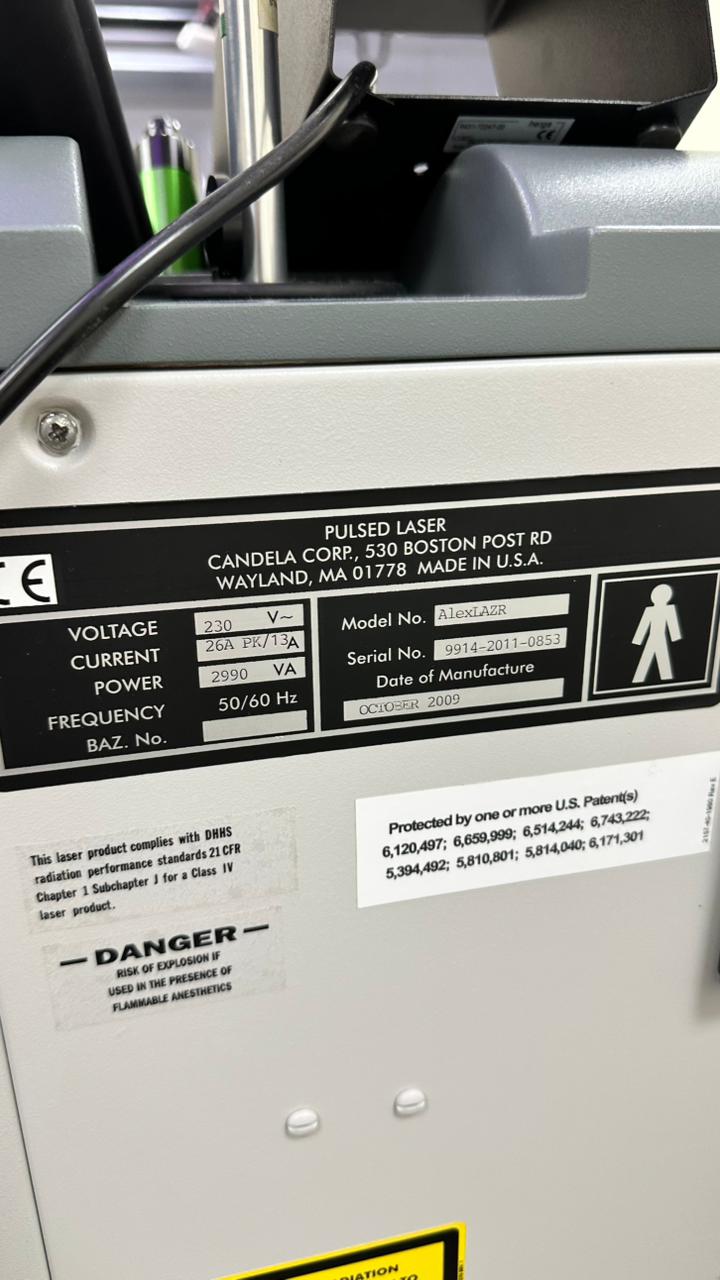 herga
CE
PULSED LASER
CANDELA CORP., 530 BOSTON POST RD
WAYLAND, MA 01778 MADE IN U.S.A.
CE
VOLTAGE 230 V~
CURRENT 26A PK/13A
POWER 2990 VA
FREQUENCY 50/60 Hz
BAZ. No.
Model No. AlexLAZR
Serial No. 9914-2011-0853
Date of Manufacture
OCTOBER 2009
This laser product complies with DHHS
radiation performance standards 21 CFR
Chapter 1 Subchapter J for a Class IV
laser product.
— DANGER —
RISK OF EXPLOSION IF
USED IN THE PRESENCE OF
FLAMMABLE ANESTHETICS
Protected by one or more U.S. Patent(s)
6,120,497; 6,659,999; 6,514,244; 6,743,222;
5,394,492; 5,810,801; 5,814,040; 6,171,301